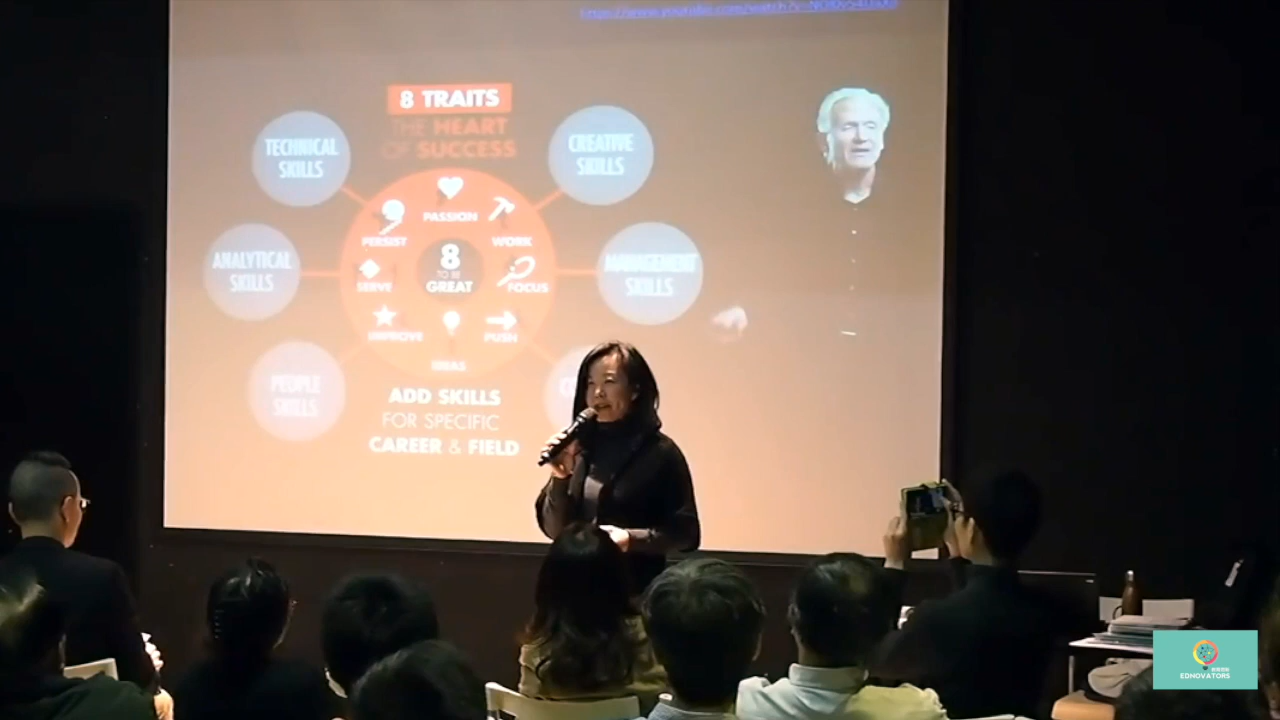 8 TRAITS
THE HEART
OF SUCCESS
TECHNICAL
SKILLS
CREATIVE
SKILLS
PASSION
PERSIST
WORK
ANALYTICAL
SKILLS
8
TO BE
GREAT
SERVE
FOCUS
MANAGEMENT
SKILLS
IMPROVE
PUSH
IDEAS
PEOPLE
SKILLS
ADD SKILLS
FOR SPECIFIC
CAREER & FIELD
EDNOVATORS